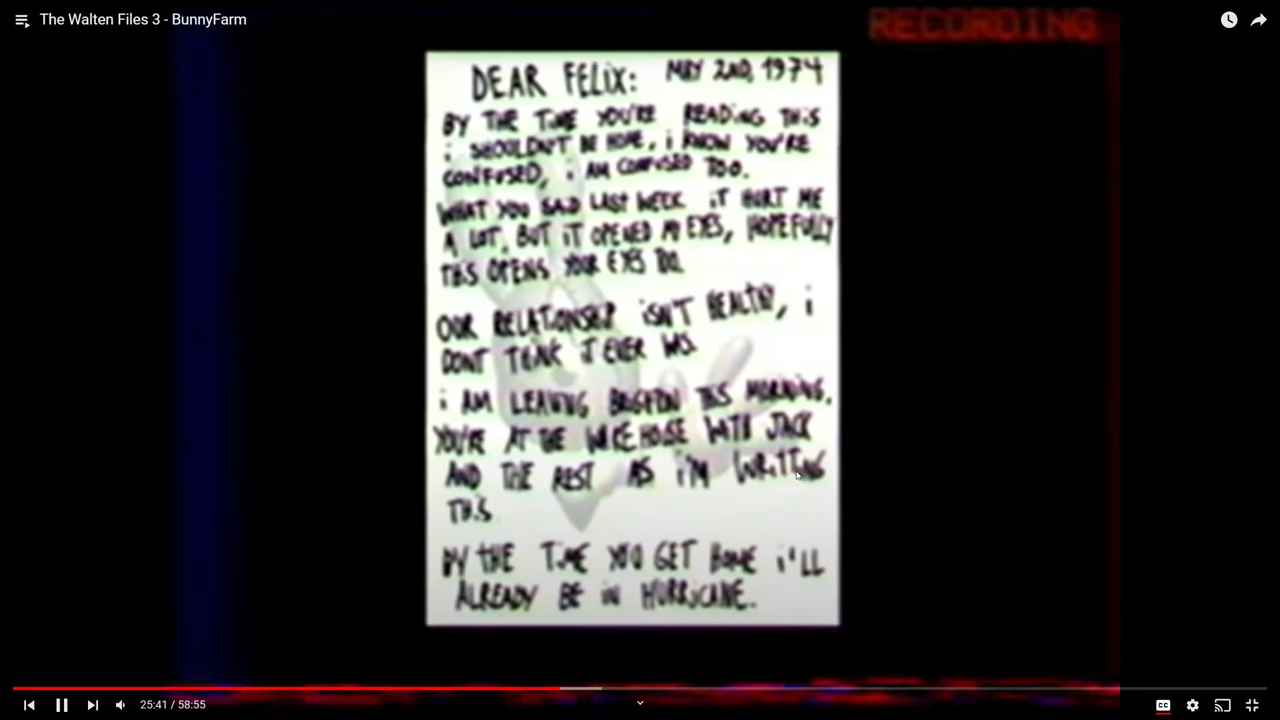 The Walten Files 3 - BunnyFarm
RECORDING
DEAR FELiX: MAY 2ND, 1974
BY THE TiME YOU'RE READiNG THiS
i SHOULDN'T BE HOME, i KNOW YOU'RE
CONFUSED, i AM CONFUSED TOO.
WHAT YOU SAiD LAST WEEK iT HURT ME
A LOT, BUT iT OPENED MY EYES, HOPEFULLY
THiS OPENS YOUR EYES TOO.
OUR RELATiONSHiP iSN'T HEALTHY, i
DONT THiNK iT EVER WAS.
i AM LEAViNG BRiGHTON THiS MORNiNG.
YOU'RE AT THE WAREHOUSE WiTH JACK
AND THE REST AS i'M WRiTTiNG
THiS.
BY THE TiME YOU GET HOME i'LL
ALREADY BE iN HURRiCANE.
25:41 / 58:55
CC